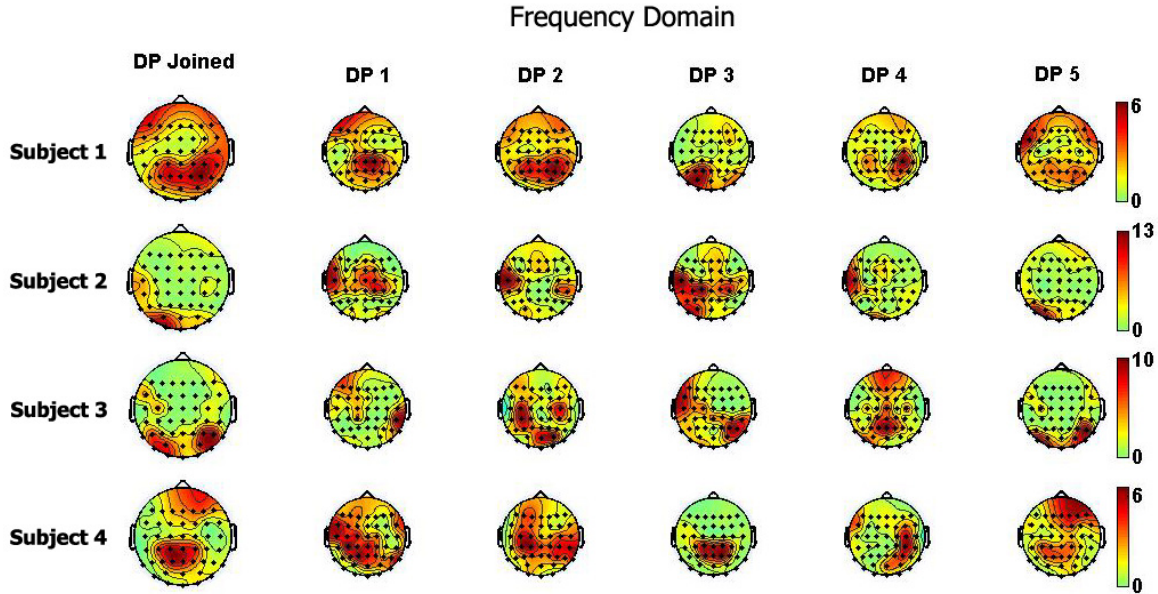 Frequency Domain
DP Joined DP 1 DP 2 DP 3 DP 4 DP 5
Subject 1 6
0
Subject 2 13
0
Subject 3 10
0
Subject 4 6
0